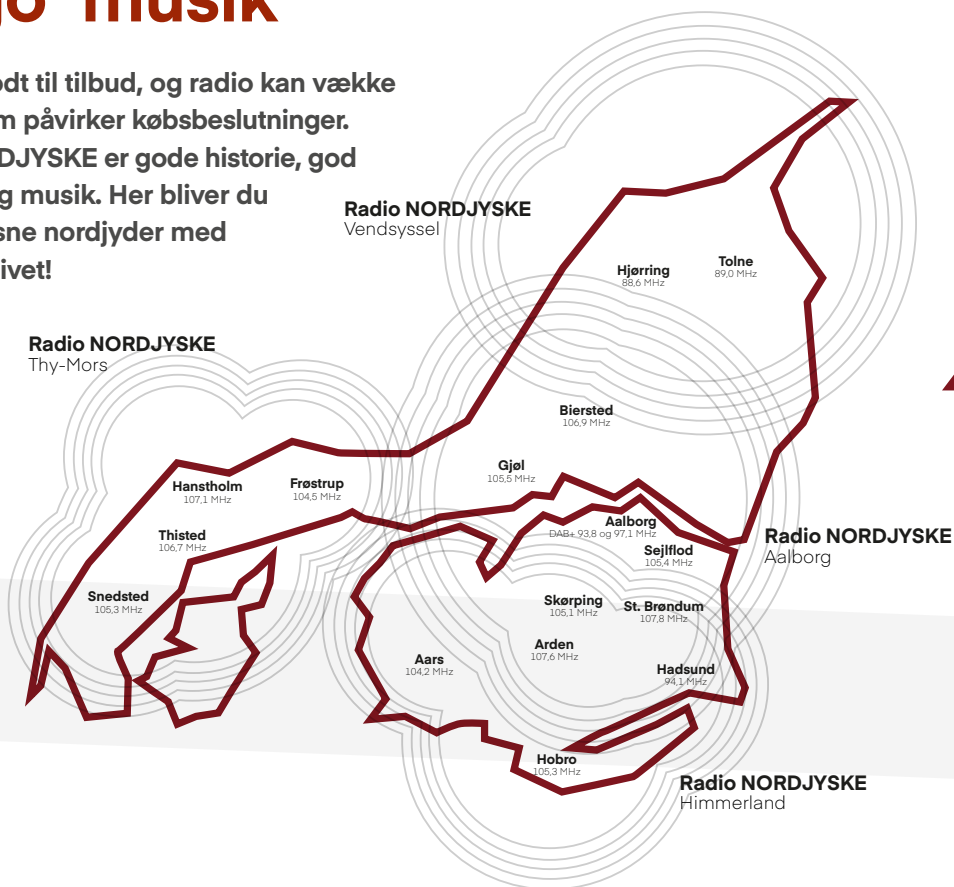 musik
til tilbud, og radio kan vække
påvirker købsbeslutninger.
er gode historie, god
musik. Her bliver du
nordjyder med
Radio NORDJYSKE
Vendsyssel
Hjørring
88,6 MHz
Tolne
89,0 MHz
Radio NORDJYSKE
Thy-Mors
Biersted
106,9 MHz
Gjøl
105,5 MHz
Hanstholm
107,1 MHz
Frøstrup
104,5 MHz
Thisted
106,7 MHz
Aalborg
DAB+ 93,8 og 97,1 MHz
Sejlflod
105,4 MHz
Radio NORDJYSKE
Aalborg
Snedsted
105,3 MHz
Skørping
105,1 MHz
St. Brøndum
107,8 MHz
Arden
107,6 MHz
Aars
104,2 MHz
Hadsund
94,1 MHz
Hobro
105,3 MHz
Radio NORDJYSKE
Himmerland